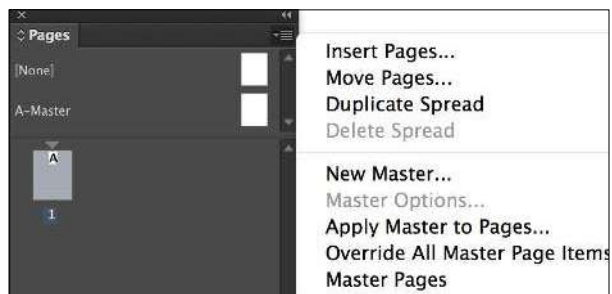 Pages
[None]
A-Master
A
1
Insert Pages...
Move Pages...
Duplicate Spread
Delete Spread
New Master...
Master Options...
Apply Master to Pages...
Override All Master Page Items
Master Pages